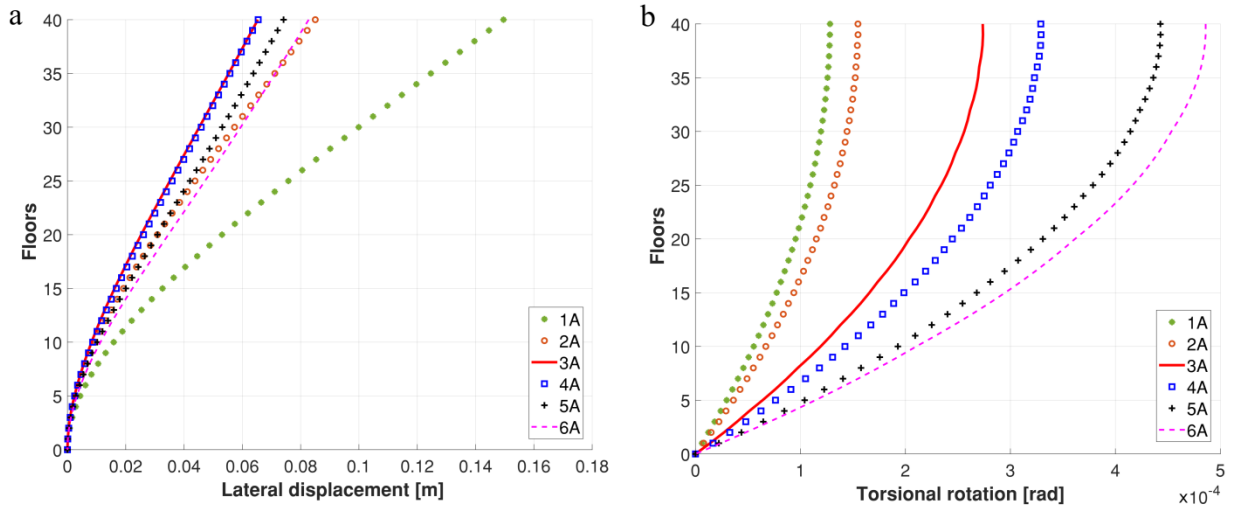 a
40
35
30
25
20
15
10
5
0
Floors
0
0.02
0.04
0.06
0.08
0.1
0.12
0.14
0.16
0.18
Lateral displacement [m]
1A
2A
3A
4A
5A
6A
b
40
35
30
25
20
15
10
5
0
Floors
0
1
2
3
4
5
×10⁻⁴
Torsional rotation [rad]
1A
2A
3A
4A
5A
6A